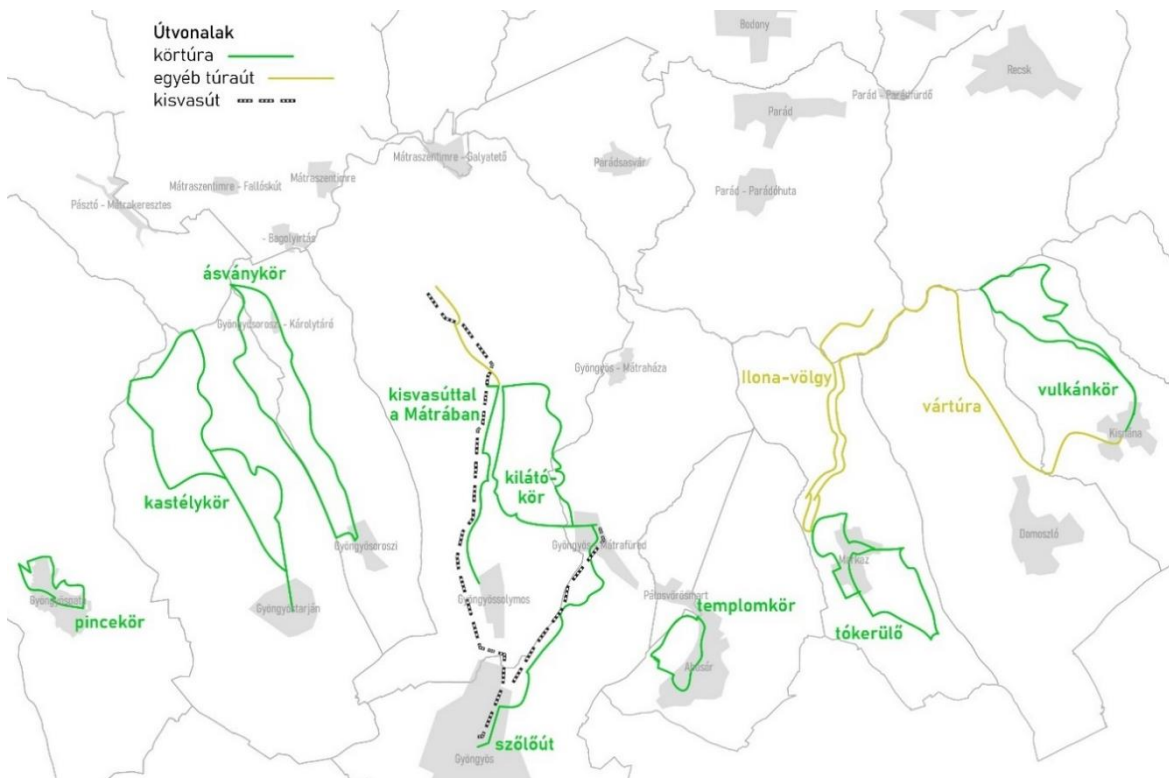 Útvonalak
körtúra
egyéb túraút
kisvasút
Bodony
Recsk
Parád - Parádfürdő
Parád
Mátraszentimre - Galyatető
Parádsasvár
Mátraszentimre
Mátraszentimre - Fallóskút
Parád - Parádóhuta
Pásztó - Mátrakeresztes
- Bagolyirtás
ásványkör
Gyöngyösoroszi - Károlytáró
Gyöngyös - Mátraháza
Ilona-völgy
kisvasúttal
a Mátrában
vártúra
vulkánkör
Kisnána
kilátó-
kör
kastélykör
Gyöngyösoroszi
Gyöngyös - Mátrafüred
Domoszló
Markaz
Gyöngyöspata
Gyöngyöstarján
Gyöngyössolymos
pincekör
templomkör
tókerülő
Abasár
szőlőút
Gyöngyös